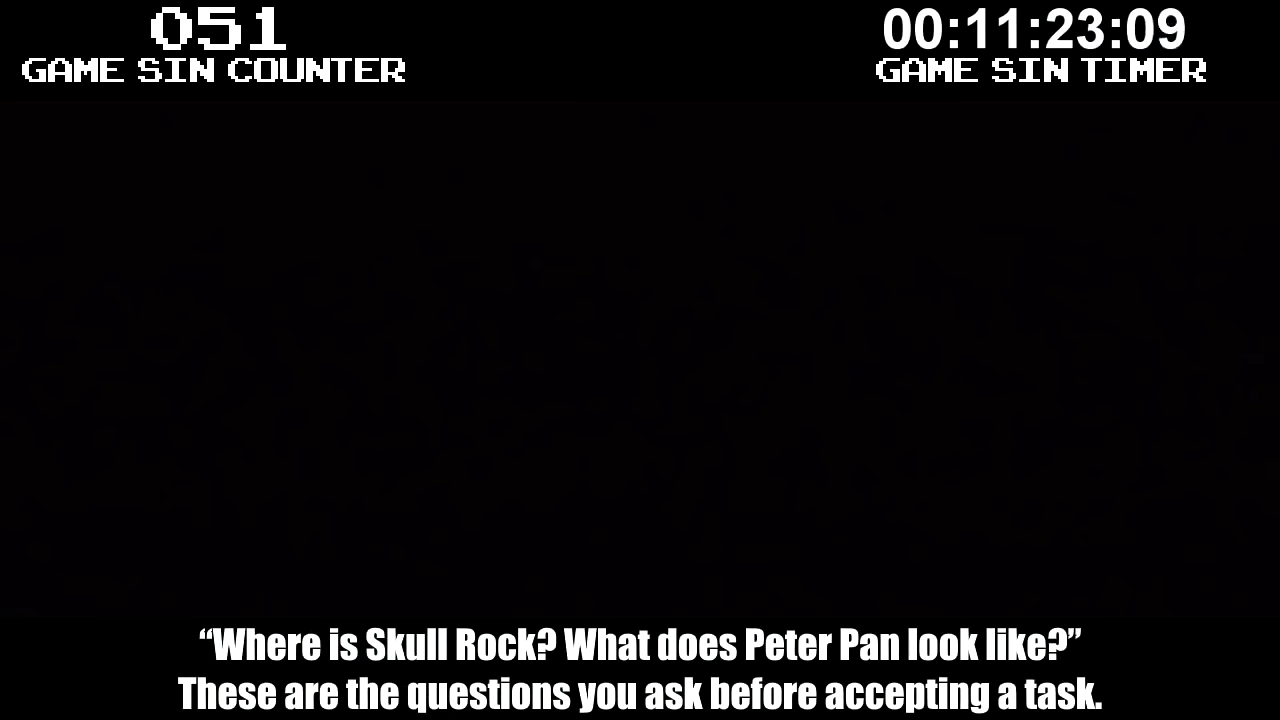 051
GAME SIN COUNTER
00:11:23:09
GAME SIN TIMER
“Where is Skull Rock? What does Peter Pan look like?”
These are the questions you ask before accepting a task.